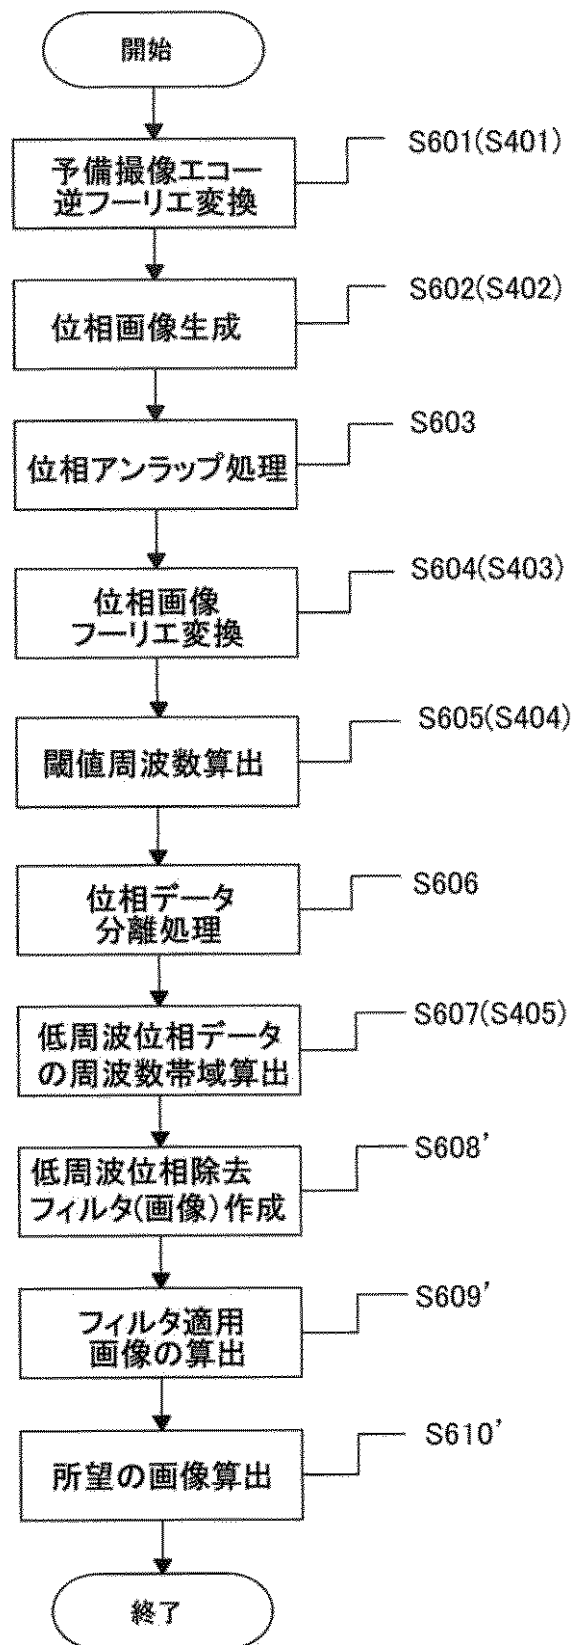 開始
予備撮像エコー
逆フーリエ変換
S601(S401)
位相画像生成
S602(S402)
位相アンラップ処理
S603
位相画像
フーリエ変換
S604(S403)
閾値周波数算出
S605(S404)
位相データ
分離処理
S606
低周波位相データ
の周波数帯域算出
S607(S405)
低周波位相除去
フィルタ(画像)作成
S608'
フィルタ適用
画像の算出
S609'
所望の画像算出
S610'
終了